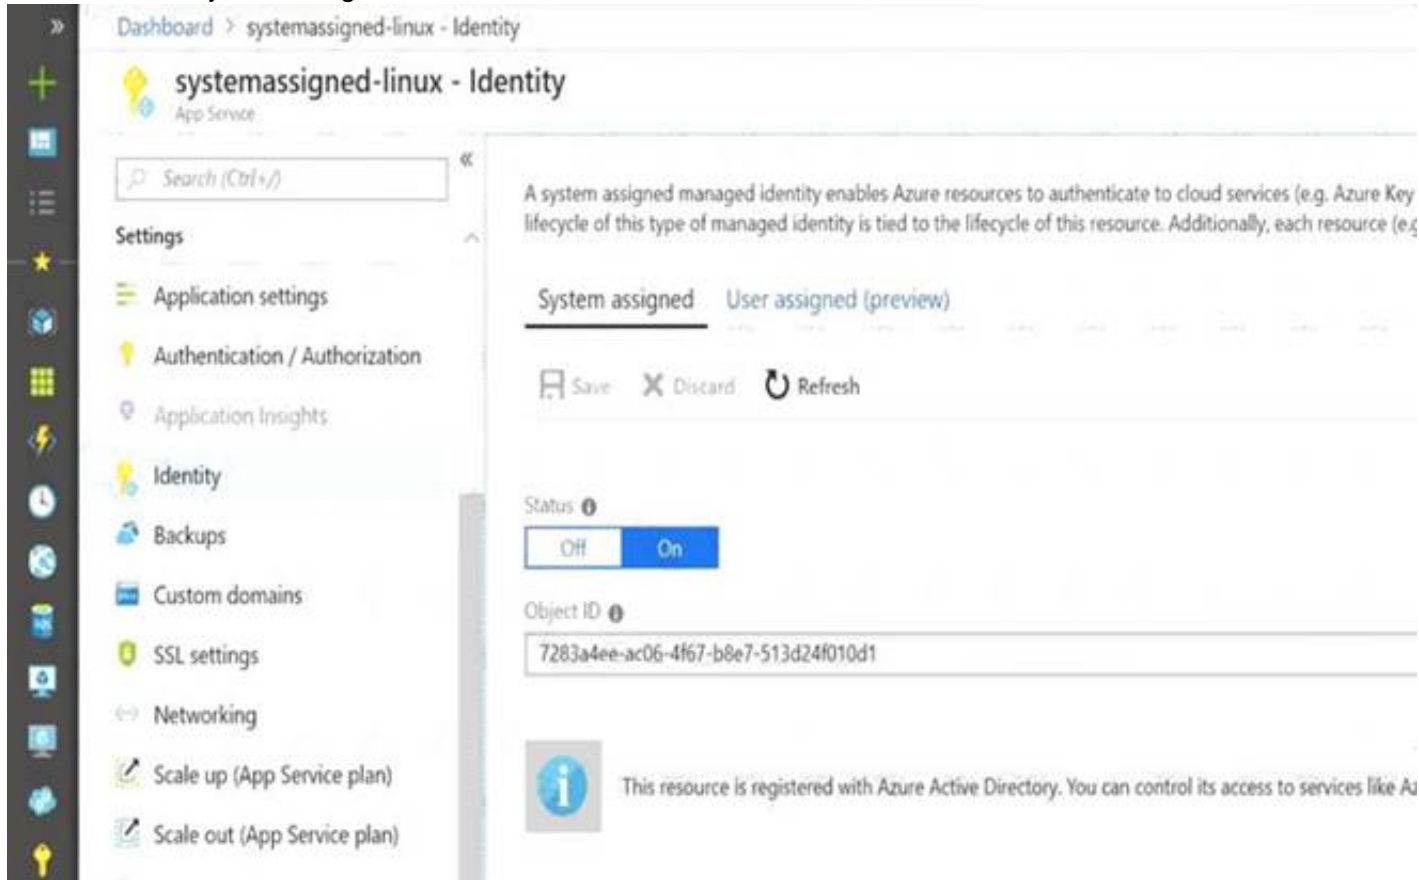 »
Dashboard > systemassigned-linux - Identity
systemassigned-linux - Identity
App Service
«
Search (Ctrl+/)
Settings
Application settings
Authentication / Authorization
Application Insights
Identity
Backups
Custom domains
SSL settings
Networking
Scale up (App Service plan)
Scale out (App Service plan)
A system assigned managed identity enables Azure resources to authenticate to cloud services (e.g. Azure Key
lifecycle of this type of managed identity is tied to the lifecycle of this resource. Additionally, each resource (e.g
System assigned User assigned (preview)
Save Discard Refresh
Status
Off On
Object ID
7283a4ee-ac06-4f67-b8e7-513d24f010d1
This resource is registered with Azure Active Directory. You can control its access to services like Az